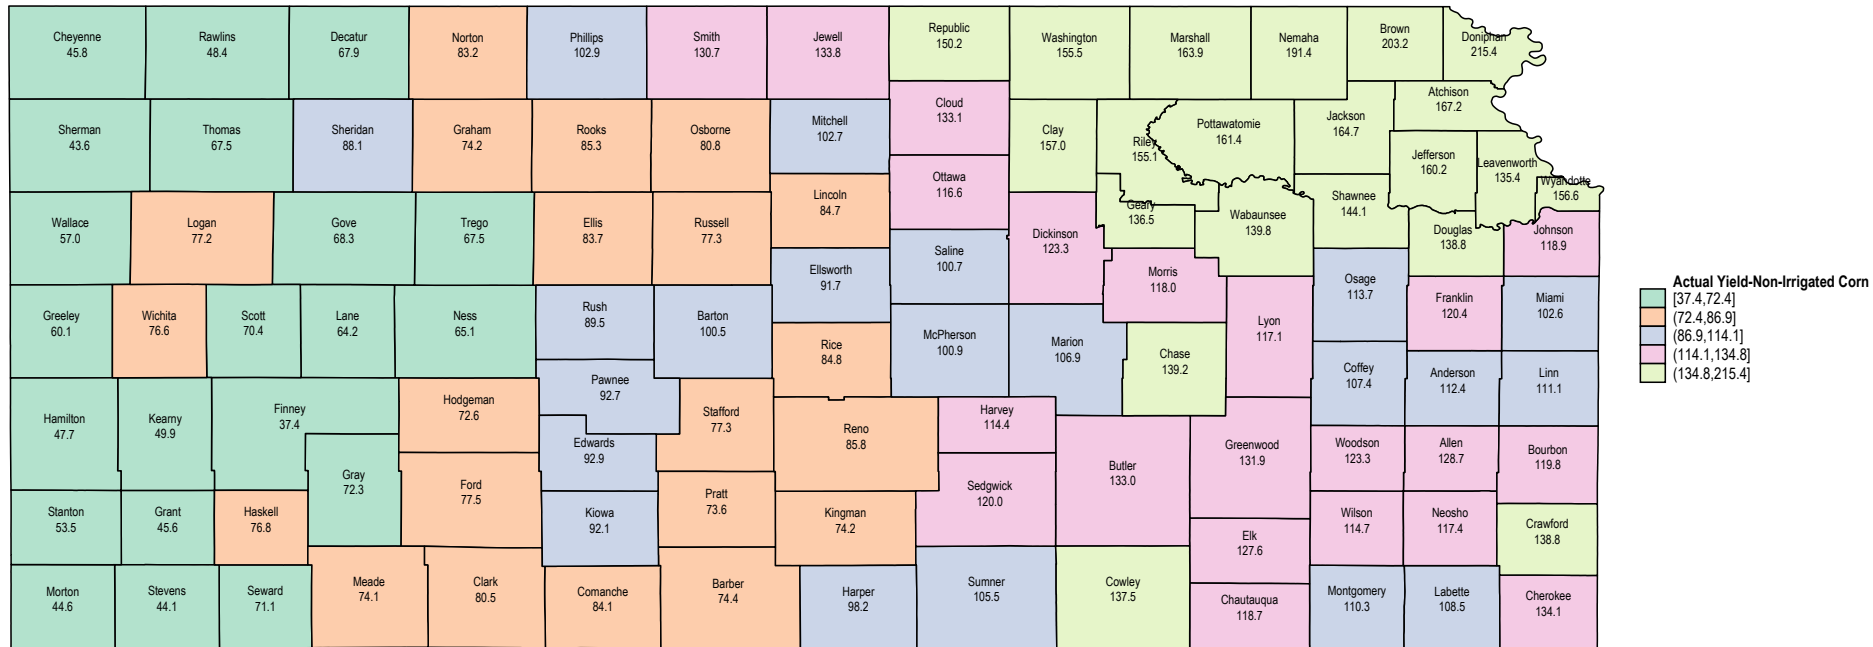 Cheyenne
45.8
Rawlins
48.4
Decatur
67.9
Norton
83.2
Phillips
102.9
Smith
130.7
Jewell
133.8
Republic
150.2
Washington
155.5
Marshall
163.9
Nemaha
191.4
Brown
203.2
Doniphan
215.4
Sherman
43.6
Thomas
67.5
Sheridan
88.1
Graham
74.2
Rooks
85.3
Osborne
80.8
Mitchell
102.7
Cloud
133.1
Clay
157.0
Riley
155.1
Pottawatomie
161.4
Jackson
164.7
Atchison
167.2
Jefferson
160.2
Leavenworth
135.4
Wyandotte
156.6
Wallace
57.0
Logan
77.2
Gove
68.3
Trego
67.5
Ellis
83.7
Russell
77.3
Lincoln
84.7
Ottawa
116.6
Saline
100.7
Dickinson
123.3
Geary
136.5
Wabaunsee
139.8
Shawnee
144.1
Douglas
138.8
Johnson
118.9
Ellsworth
91.7
Morris
118.0
Osage
113.7
Franklin
120.4
Miami
102.6
Greeley
60.1
Wichita
76.6
Scott
70.4
Lane
64.2
Ness
65.1
Rush
89.5
Barton
100.5
Rice
84.8
McPherson
100.9
Marion
106.9
Chase
139.2
Lyon
117.1
Coffey
107.4
Anderson
112.4
Linn
111.1
Hamilton
47.7
Kearny
49.9
Finney
37.4
Hodgeman
72.6
Pawnee
92.7
Stafford
77.3
Reno
85.8
Harvey
114.4
Butler
133.0
Greenwood
131.9
Woodson
123.3
Allen
128.7
Bourbon
119.8
Gray
72.3
Ford
77.5
Edwards
92.9
Pratt
73.6
Kingman
74.2
Sedgwick
120.0
Stanton
53.5
Grant
45.6
Haskell
76.8
Kiowa
92.1
Elk
127.6
Wilson
114.7
Neosho
117.4
Crawford
138.8
Morton
44.6
Stevens
44.1
Seward
71.1
Meade
74.1
Clark
80.5
Comanche
84.1
Barber
74.4
Harper
98.2
Sumner
105.5
Cowley
137.5
Chautauqua
118.7
Montgomery
110.3
Labette
108.5
Cherokee
134.1
Actual Yield-Non-Irrigated Corn
[37.4,72.4]
(72.4,86.9]
(86.9,114.1]
(114.1,134.8]
(134.8,215.4]